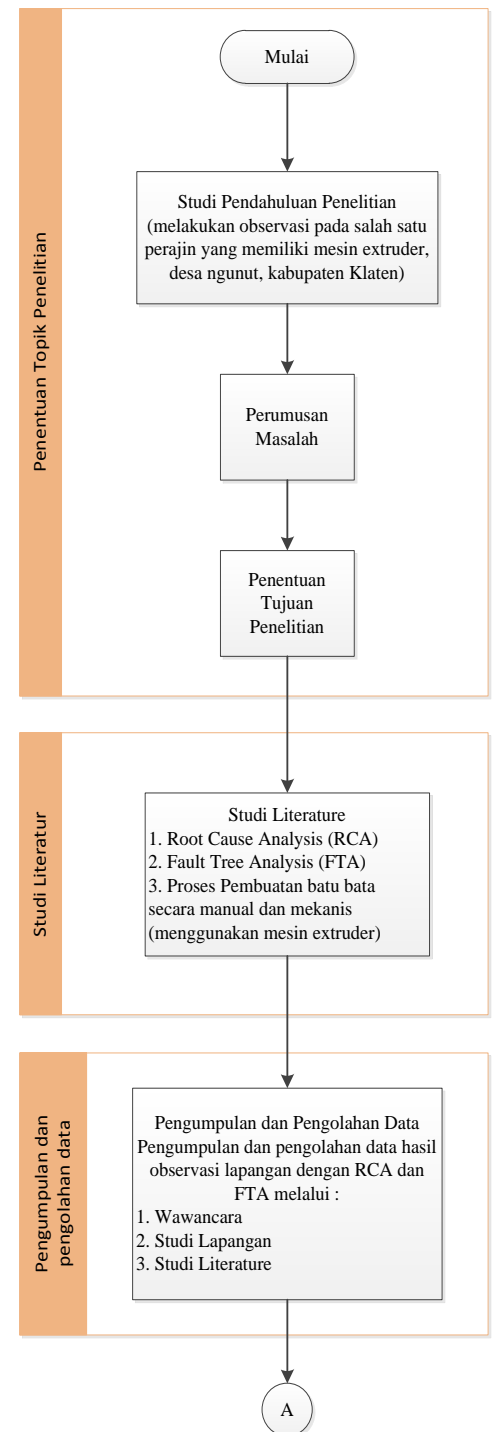 Penentuan Topik Penelitian
Mulai
Studi Pendahuluan Penelitian
(melakukan observasi pada salah satu
perajin yang memiliki mesin extruder,
desa ngunut, kabupaten Klaten)
Perumusan
Masalah
Penentuan
Tujuan
Penelitian
Studi Literatur
Studi Literature
1. Root Cause Analysis (RCA)
2. Fault Tree Analysis (FTA)
3. Proses Pembuatan batu bata
secara manual dan mekanis
(menggunakan mesin extruder)
Pengumpulan dan
pengolahan data
Pengumpulan dan Pengolahan Data
Pengumpulan dan pengolahan data hasil
observasi lapangan dengan RCA dan
FTA melalui :
1. Wawancara
2. Studi Lapangan
3. Studi Literature
A